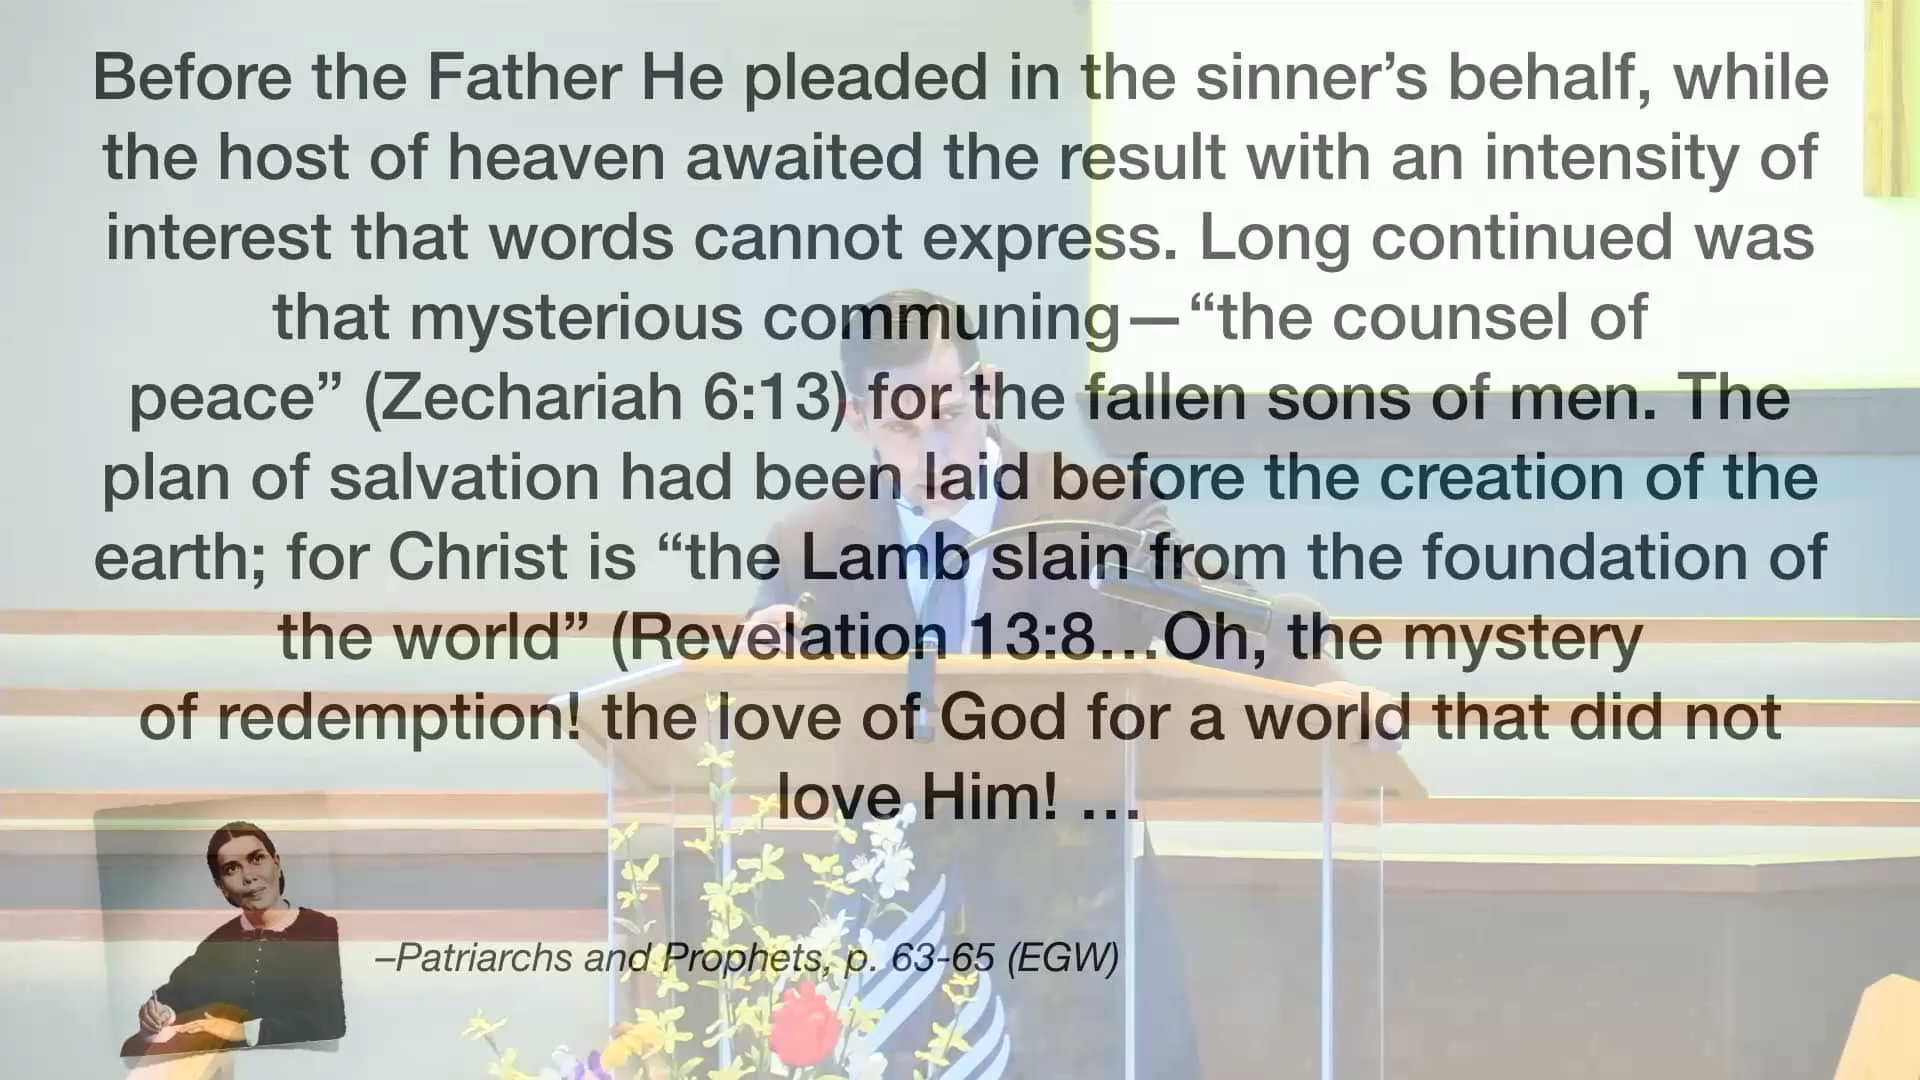 Before the Father He pleaded in the sinner’s behalf, while
the host of heaven awaited the result with an intensity of
interest that words cannot express. Long continued was
that mysterious communing—“the counsel of
peace” (Zechariah 6:13) for the fallen sons of men. The
plan of salvation had been laid before the creation of the
earth; for Christ is “the Lamb slain from the foundation of
the world” (Revelation 13:8…Oh, the mystery
of redemption! the love of God for a world that did not
love Him! …
–Patriarchs and Prophets, p. 63-65 (EGW)